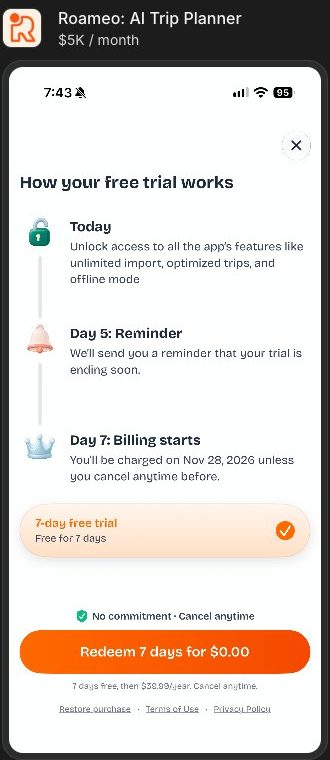 Roameo: AI Trip Planner
$5K / month
7:43
95
How your free trial works
Today
Unlock access to all the app's features like
unlimited import, optimized trips, and
offline mode
Day 5: Reminder
We'll send you a reminder that your trial is
ending soon.
Day 7: Billing starts
You'll be charged on Nov 28, 2026 unless
you cancel anytime before.
7-day free trial
Free for 7 days
No commitment · Cancel anytime
Redeem 7 days for $0.00
7 days free, then $39.99/year. Cancel anytime.
Restore purchase · Terms of Use · Privacy Policy